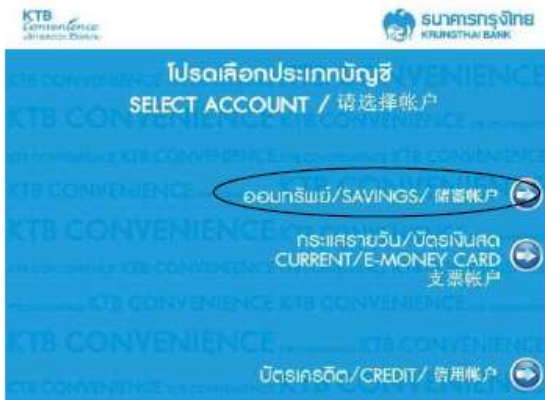 KTB
Convenience
ธนาคารกรุงไทย
KRUNGTHAI BANK
โปรดเลือกประเภทบัญชี
SELECT ACCOUNT / 请选择帐户
ออมทรัพย์/SAVINGS/ 储蓄帐户
กระแสรายวัน/บัตรเงินสด
CURRENT/E-MONEY CARD
支票帐户
บัตรเครดิต/CREDIT/ 信用帐户
KTB CONVENIENCE